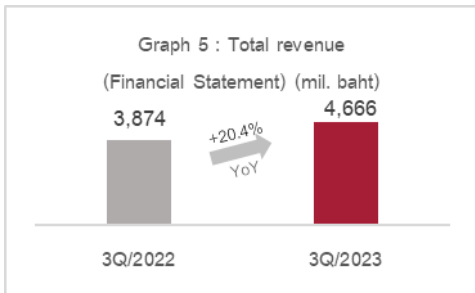 Graph 5 : Total revenue
(Financial Statement) (mil. baht)
3,874
4,666
+20.4%
YoY
3Q/2022
3Q/2023